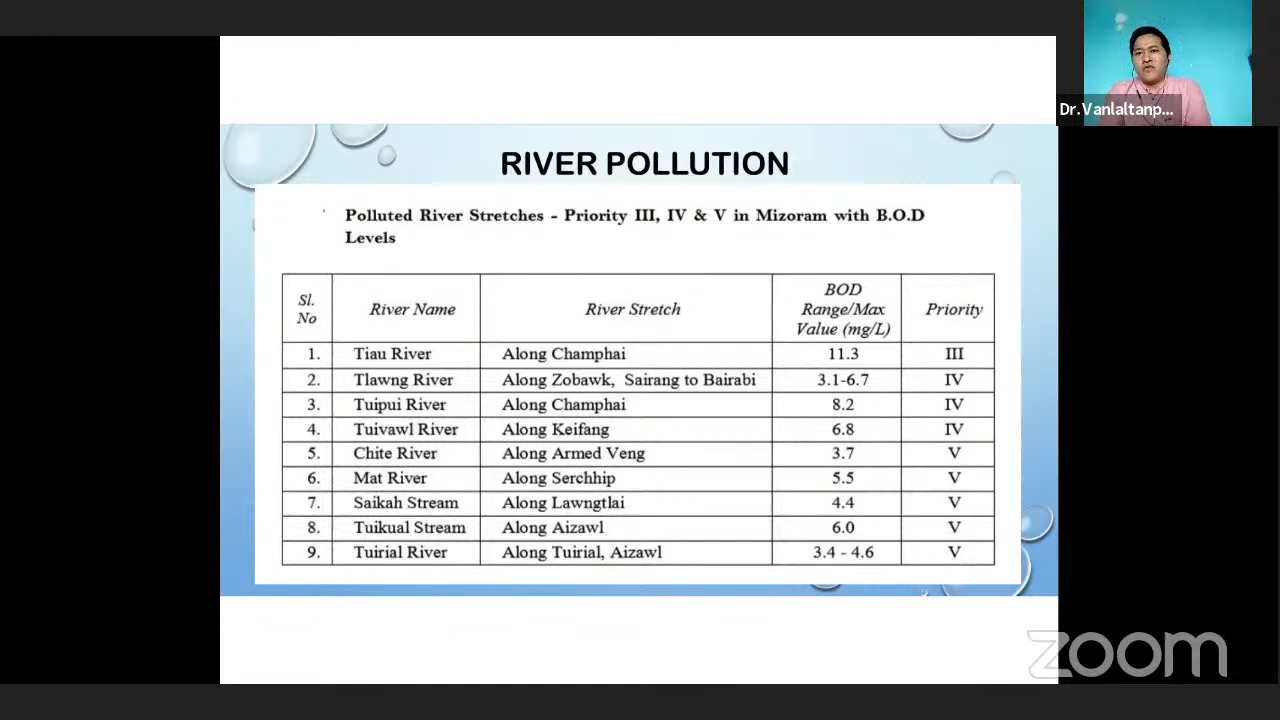 Dr.Vanlaltanp...
RIVER POLLUTION
Polluted River Stretches - Priority III, IV & V in Mizoram with B.O.D
Levels
Sl. No River Name River Stretch BOD Range/Max Value (mg/L) Priority
1. Tiau River Along Champhai 11.3 III
2. Tlawng River Along Zobawk, Sairang to Bairabi 3.1-6.7 IV
3. Tuipui River Along Champhai 8.2 IV
4. Tuivawl River Along Keifang 6.8 IV
5. Chite River Along Armed Veng 3.7 V
6. Mat River Along Serchhip 5.5 V
7. Saikah Stream Along Lawngtlai 4.4 V
8. Tuikual Stream Along Aizawl 6.0 V
9. Tuirial River Along Tuirial, Aizawl 3.4 - 4.6 V
zoom